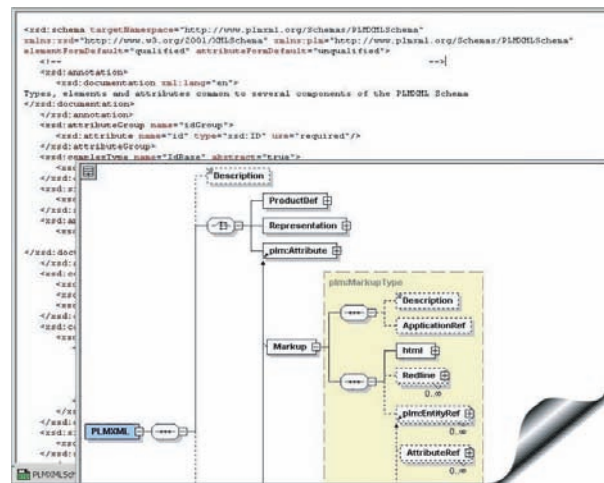 <xsd:schema targetNamespace="http://www.plmxml.org/Schemas/PLMXMLSchema"
xmlns:xsd="http://www.w3.org/2001/XMLSchema" xmlns:plm="http://www.plmxml.org/Schemas/PLMXMLSchema"
elementFormDefault="qualified" attributeFormDefault="unqualified">
<!-- -->
<xsd:annotation>
<xsd:documentation xml:lang="en">
Types, elements and attributes common to several components of the PLMXML Schema
</xsd:documentation>
</xsd:annotation>
<xsd:attributeGroup name="idGroup">
<xsd:attribute name="id" type="xsd:ID" use="required"/>
</xsd:attributeGroup>
<xsd:complexType name="IdBase" abstract="true">
Description
ProductDef
Representation
plm:Attribute
plm:MarkupType
Description
ApplicationRef
Markup
html
Redline
0..∞
plm:EntityRef
0..∞
PLMXML
AttributeRef
0..∞